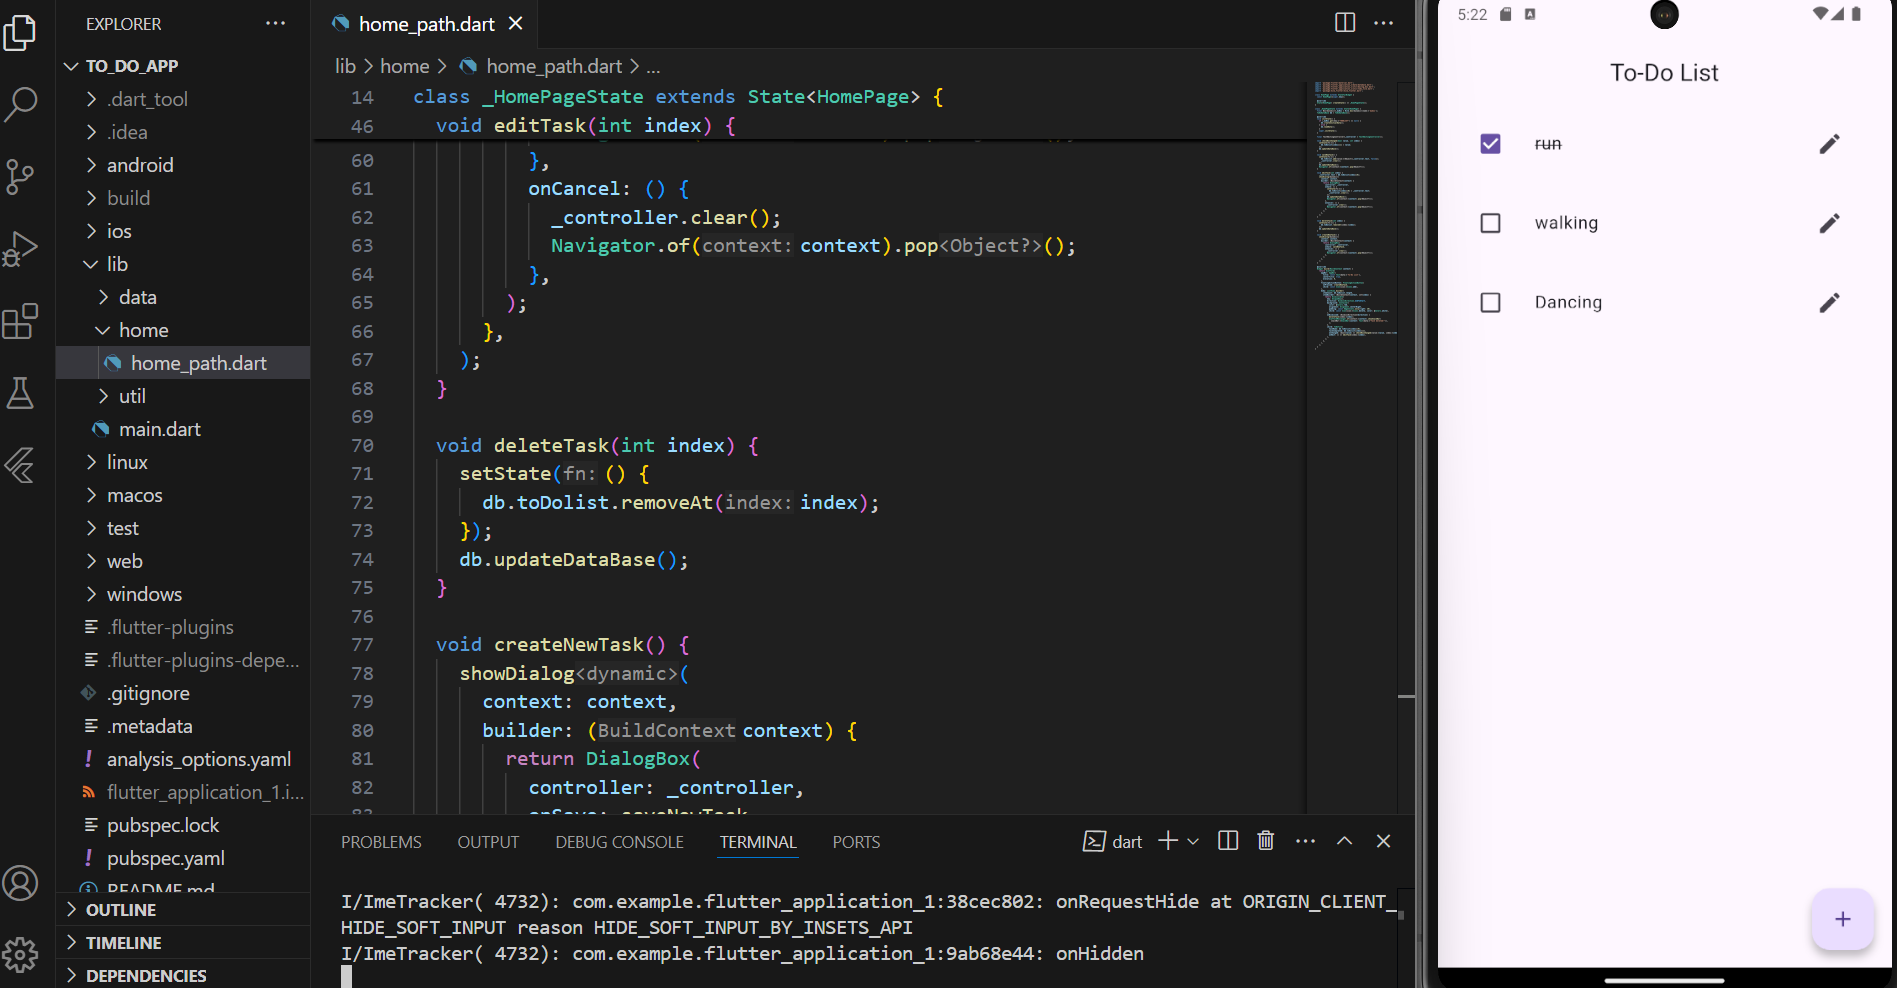 EXPLORER
TO_DO_APP
.dart_tool
.idea
android
build
ios
lib
data
home
home_path.dart
util
main.dart
linux
macos
test
web
windows
.flutter-plugins
.flutter-plugins-depe...
.gitignore
.metadata
analysis_options.yaml
flutter_application_1.i...
pubspec.lock
pubspec.yaml
README.md
OUTLINE
TIMELINE
DEPENDENCIES
home_path.dart
lib > home > home_path.dart > ...
14 class _HomePageState extends State<HomePage> {
46 void editTask(int index) {
60 },
61 onCancel: () {
62 _controller.clear();
63 Navigator.of(context: context).pop<Object?>();
64 },
65 );
66 },
67 );
68 }
69
70 void deleteTask(int index) {
71 setState(fn: () {
72 db.toDolist.removeAt(index: index);
73 });
74 db.updateDataBase();
75 }
76
77 void createNewTask() {
78 showDialog<dynamic>(
79 context: context,
80 builder: (BuildContext context) {
81 return DialogBox(
82 controller: _controller,
PROBLEMS OUTPUT DEBUG CONSOLE TERMINAL PORTS
dart
I/ImeTracker( 4732): com.example.flutter_application_1:38cec802: onRequestHide at ORIGIN_CLIENT_
HIDE_SOFT_INPUT reason HIDE_SOFT_INPUT_BY_INSETS_API
I/ImeTracker( 4732): com.example.flutter_application_1:9ab68e44: onHidden
5:22
To-Do List
run
walking
Dancing